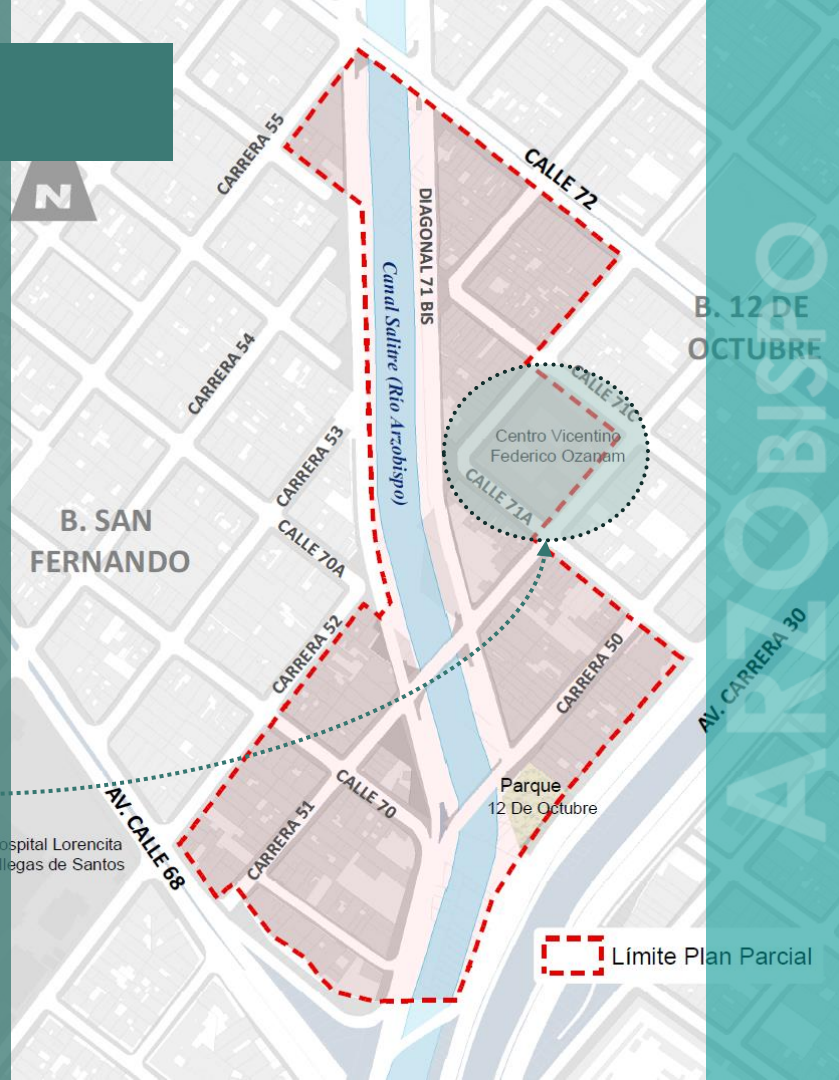 N
CARRERA 55
CALLE 72
DIAGONAL 71 BIS
Canal Salitre (Río Arzobispo)
B. 12 DE
OCTUBRE
CARRERA 54
CALLE 71C
CARRERA 53
Centro Vicentino
Federico Ozanam
CALLE 71A
B. SAN
FERNANDO
CALLE 70A
CARRERA 52
CARRERA 50
AV. CARRERA 30
ARZOBISPO
Parque
12 De Octubre
CALLE 70
CARRERA 51
AV. CALLE 68
ospital Lorencita
llegas de Santos
Límite Plan Parcial